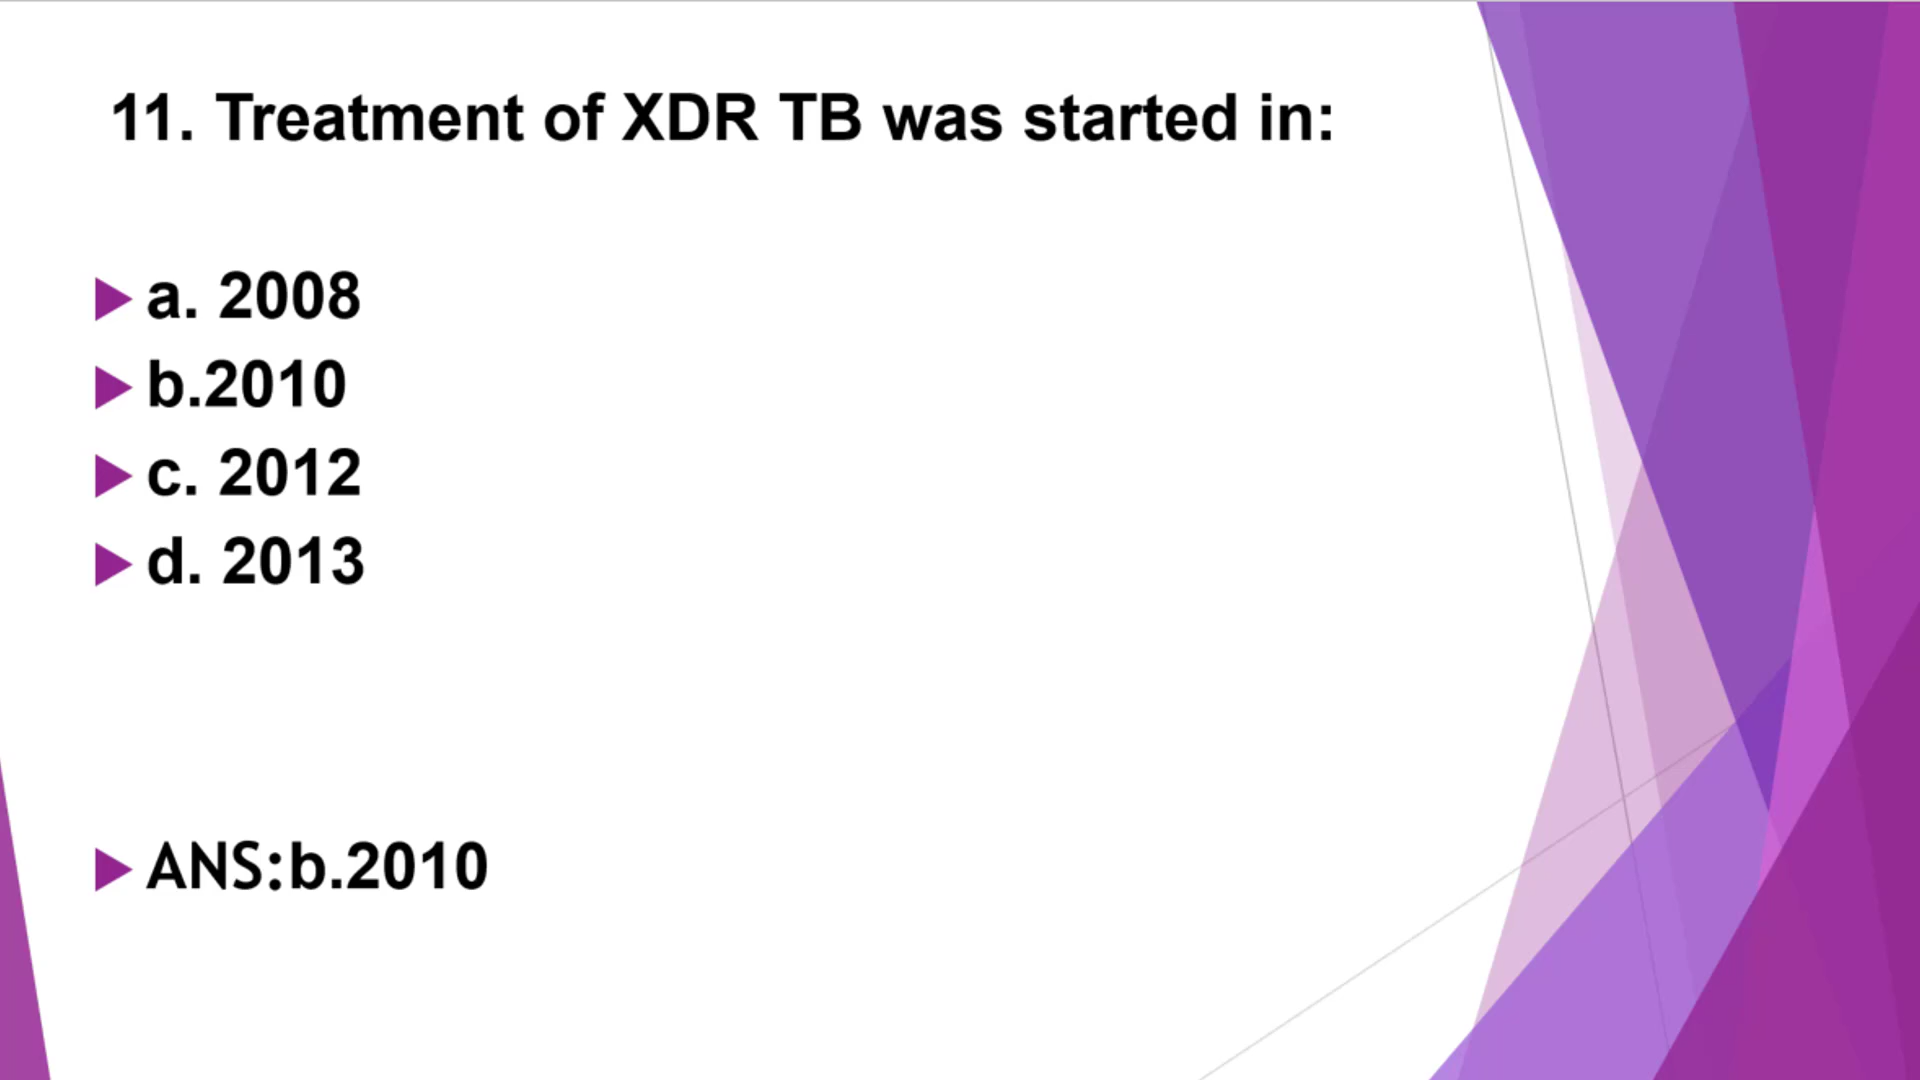 11. Treatment of XDR TB was started in:
a. 2008
b.2010
c. 2012
d. 2013
ANS:b.2010